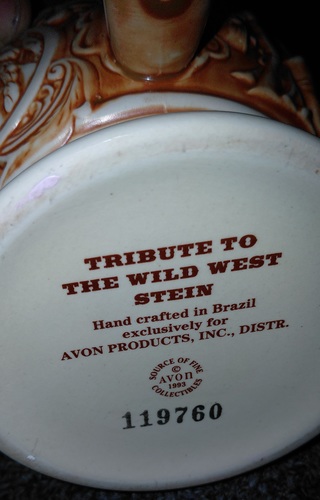 TRIBUTE TO
THE WILD WEST
STEIN
Hand crafted in Brazil
exclusively for
AVON PRODUCTS, INC., DISTR.
SOURCE OF FINE
©
Avon
1993
COLLECTIBLES
119760